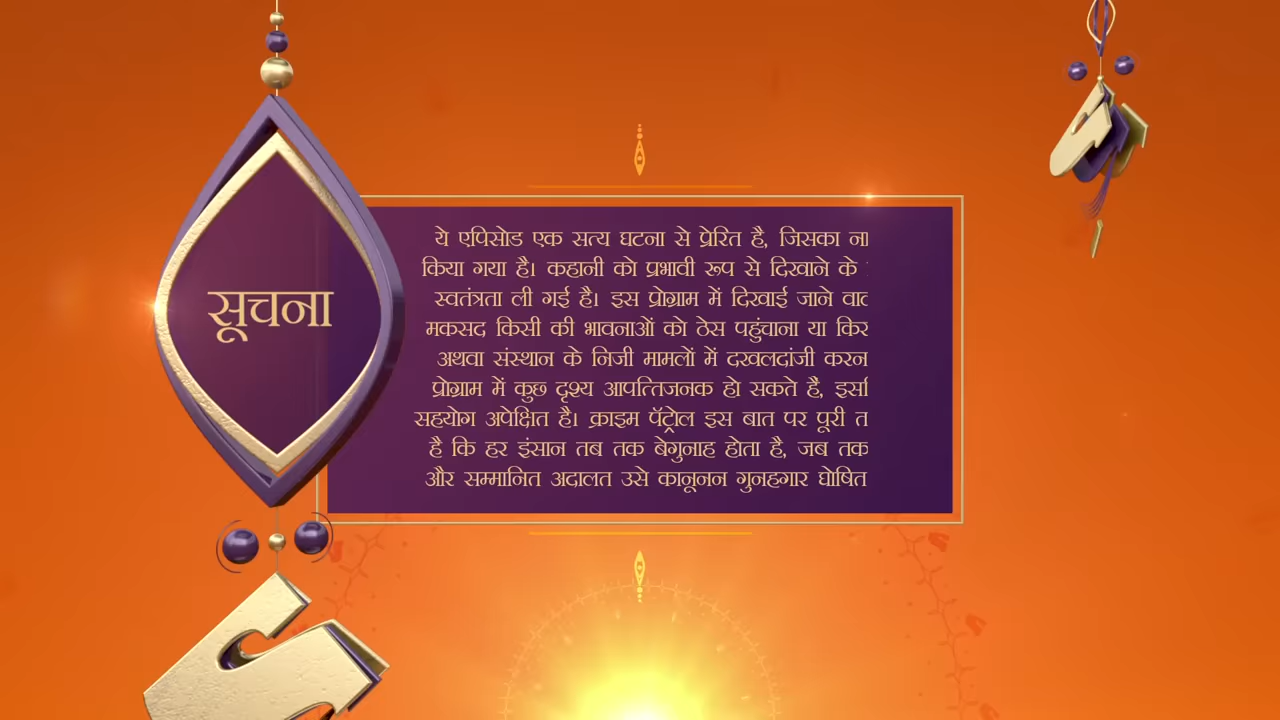 सूचना
ये एपिसोड एक सत्य घटना से प्रेरित है, जिसका
किया गया है। कहानी को प्रभावी रूप से दिखाने के
स्वतंत्रता ली गई है। इस प्रोग्राम में दिखाई जाने
मकसद किसी की भावनाओं को ठेस पहुंचाना या
अथवा संस्थान के निजी मामलों में दखलदांजी
प्रोग्राम में कुछ दृश्य आपत्तिजनक हो सकते हैं,
सहयोग अपेक्षित है। क्राइम पॅट्रोल इस बात पर पूरी
है कि हर इंसान तब तक बेगुनाह होता है, जब तक
और सम्मानित अदालत उसे कानूनन गुनहगार घोषित